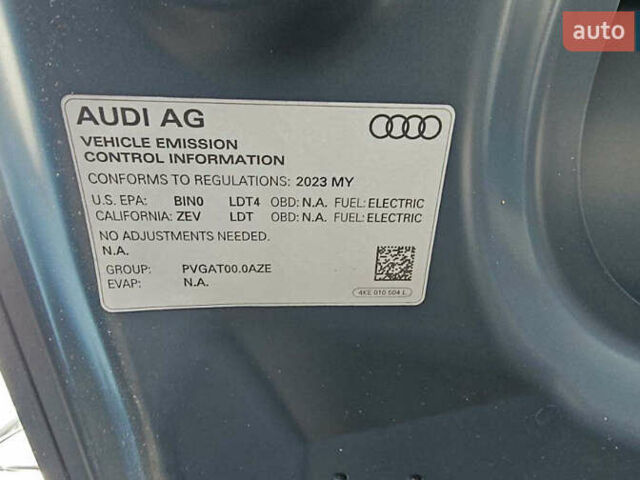 auto
AUDI AG
VEHICLE EMISSION
CONTROL INFORMATION
CONFORMS TO REGULATIONS: 2023 MY
U.S. EPA: BIN0 LDT4 OBD: N.A. FUEL: ELECTRIC
CALIFORNIA: ZEV LDT OBD: N.A. FUEL: ELECTRIC
NO ADJUSTMENTS NEEDED.
N.A.
GROUP: PVGAT00.0AZE
EVAP: N.A.
4KE 010 504 L